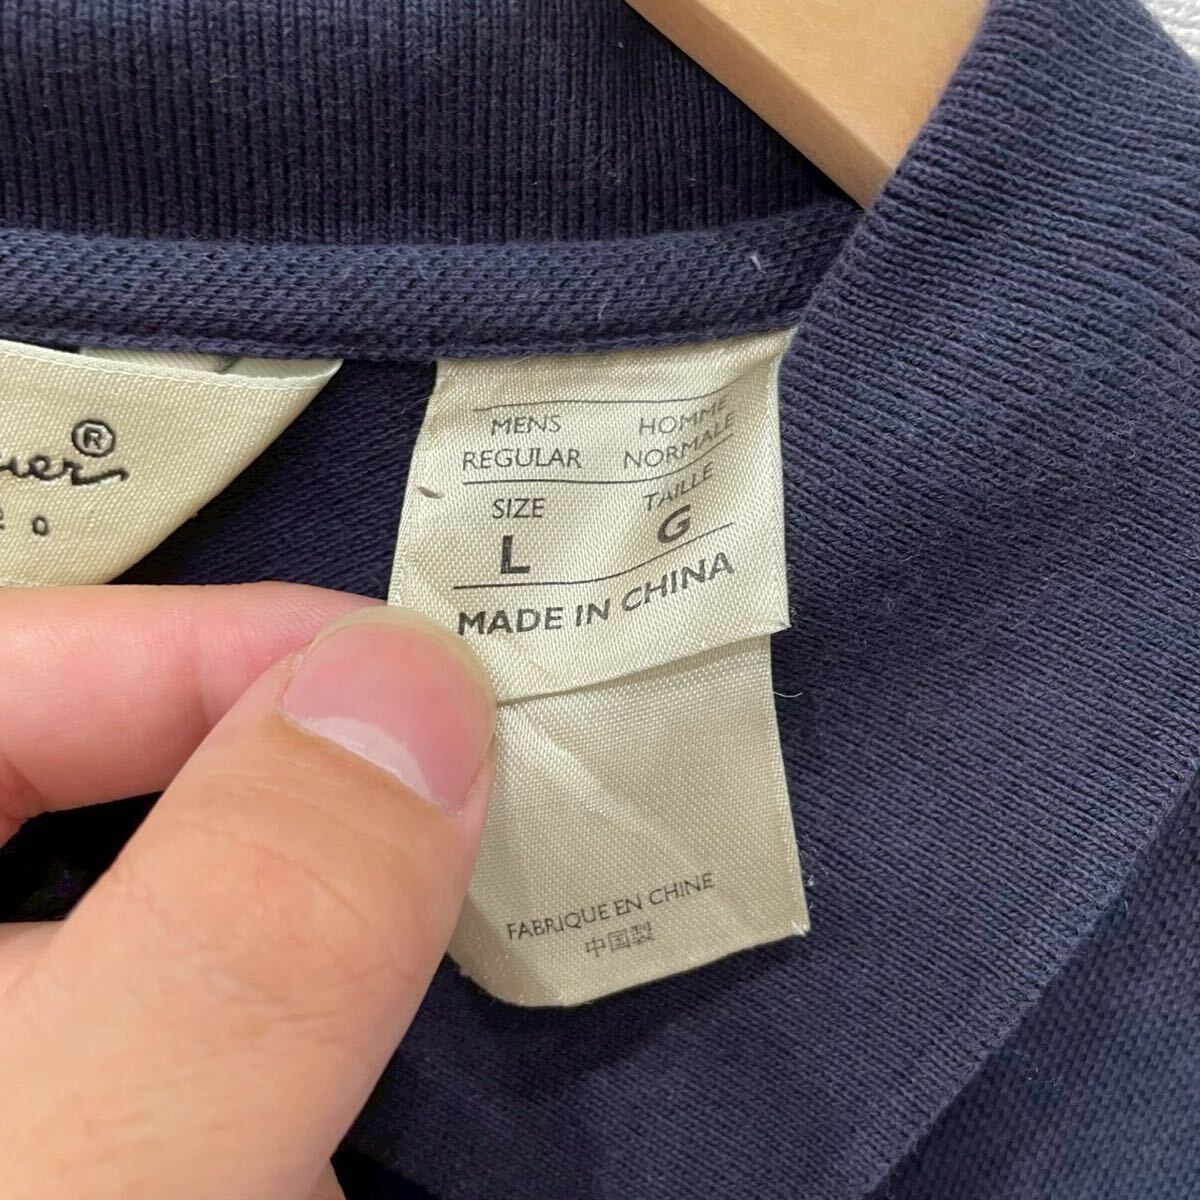 ®
MENS HOMME
REGULAR NORMALE
SIZE TAILLE
L G
MADE IN CHINA
FABRIQUE EN CHINE
中国製